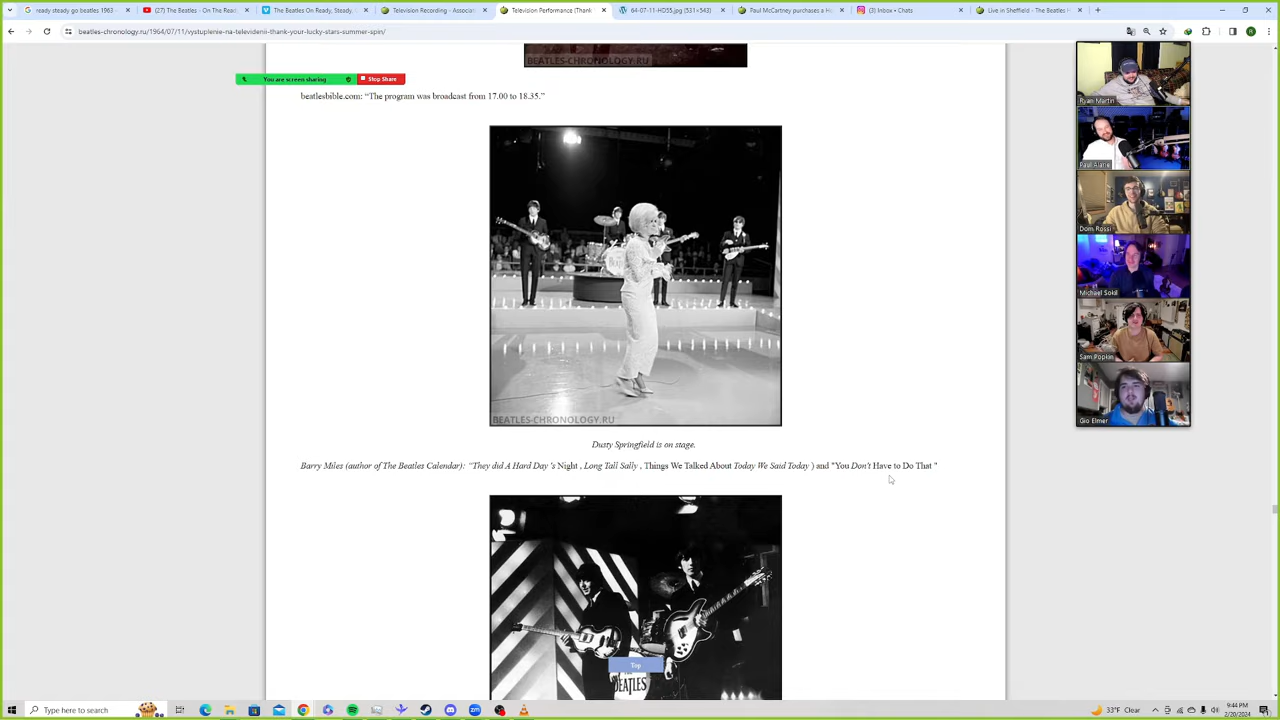 ready steady go beatles 1963 -
(27) The Beatles - On The Read
The Beatles On Ready, Steady,
Television Recording - Associat
Television Performance (Thank
64-07-11-HD55.jpg (531×543)
Paul McCartney purchases a H
(3) Inbox • Chats
Live in Sheffield - The Beatles H
beatles-chronology.ru/1964/07/11/vystuplenie-na-televidenii-thank-your-lucky-stars-summer-spin/
R
BEATLES-CHRONOLOGY.RU
You are screen sharing
Stop Share
beatlesbible.com: “The program was broadcast from 17.00 to 18.35.”
BEATLES-CHRONOLOGY.RU
Dusty Springfield is on stage.
Barry Miles (author of The Beatles Calendar): “They did A Hard Day 's Night , Long Tall Sally , Things We Talked About Today We Said Today ) and "You Don't Have to Do That "
Top
BEATLES
Ryan Martin
Paul Alarie
Dom Rossi
Michael Sokil
Sam Popkin
Gio Elmer
Type here to search
33°F Clear
9:44 PM
2/20/2024